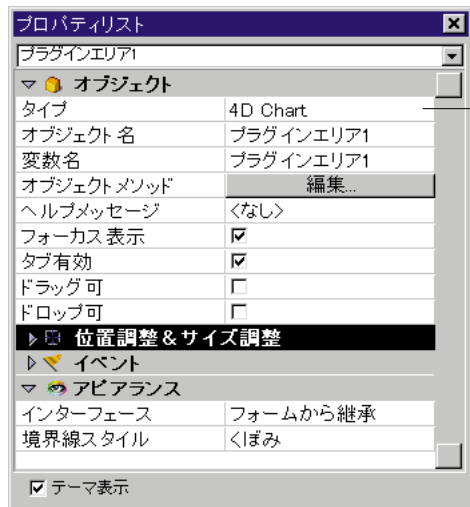 プロパティリスト
プラグインエリア1
オブジェクト
タイプ 4D Chart
オブジェクト名 プラグインエリア1
変数名 プラグインエリア1
オブジェクトメソッド 編集...
ヘルプメッセージ <なし>
フォーカス表示
タブ有効
ドラッグ可
ドロップ可
位置調整&サイズ調整
イベント
アピアランス
インターフェース フォームから継承
境界線スタイル くぼみ
テーマ表示